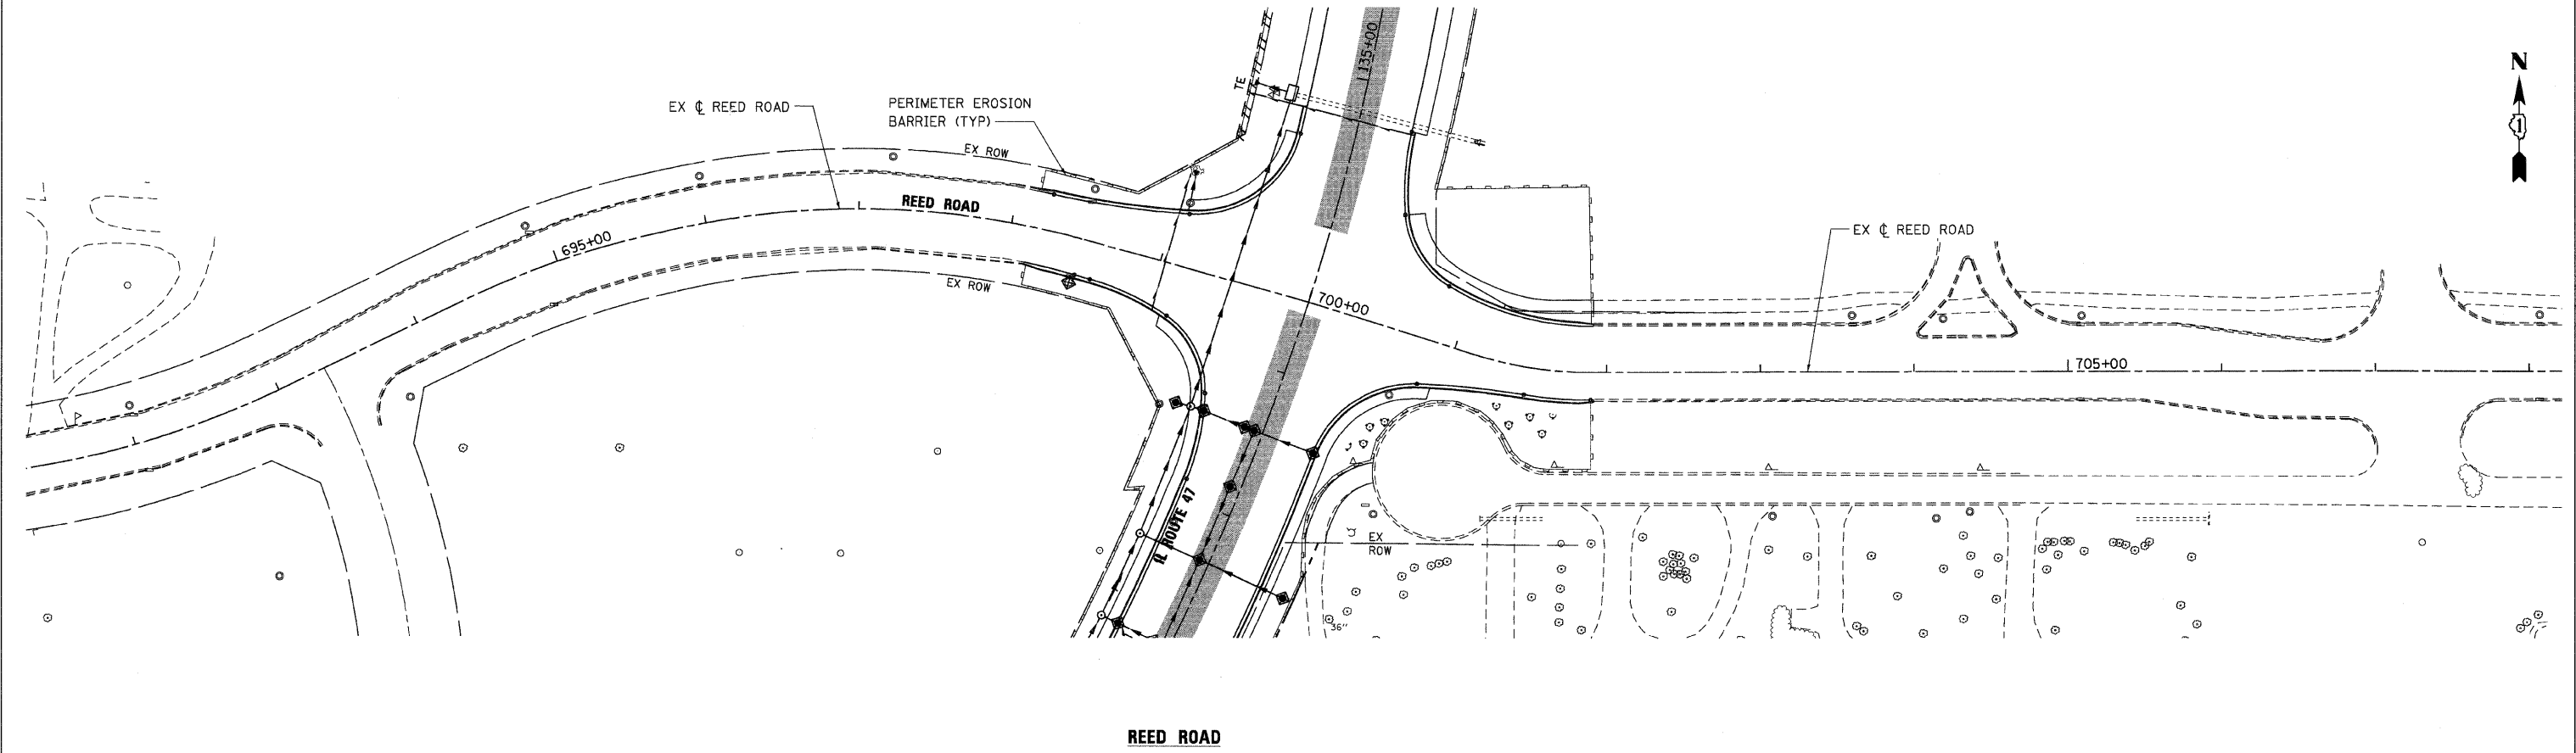 135+00
N
TE
EX ℄ REED ROAD
PERIMETER EROSION
BARRIER (TYP)
EX ROW
REED ROAD
695+00
EX ℄ REED ROAD
EX ROW
700+00
705+00
IL ROUTE 47
EX
ROW
36"
REED ROAD